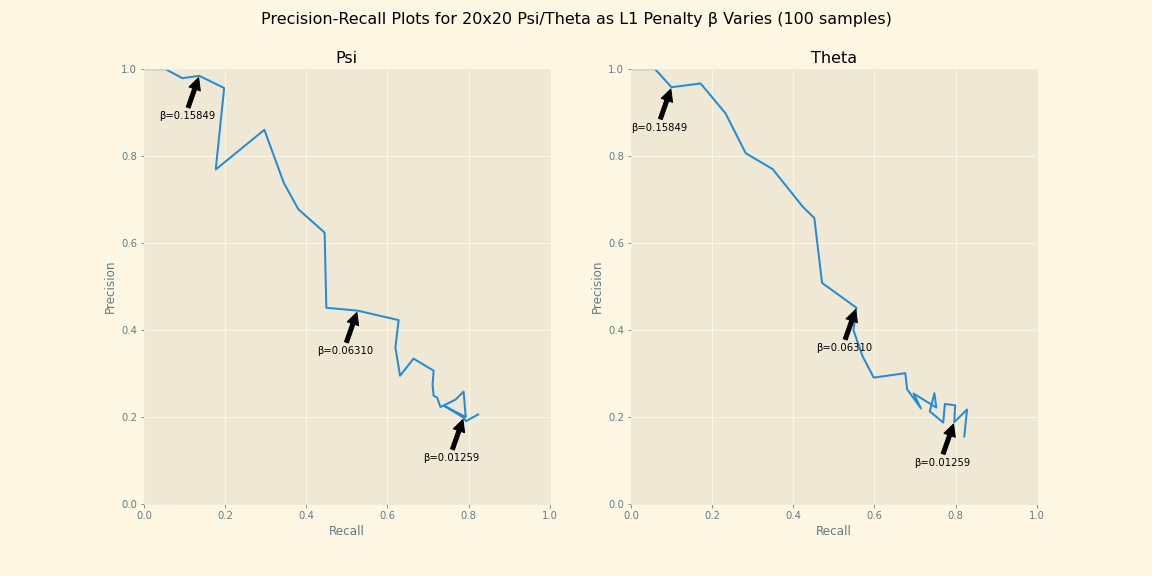 Precision-Recall Plots for 20x20 Psi/Theta as L1 Penalty β Varies (100 samples)
Psi
Precision
1.0
0.8
0.6
0.4
0.2
0.0
β=0.15849
β=0.06310
β=0.01259
0.0 0.2 0.4 0.6 0.8 1.0
Recall
Theta
Precision
1.0
0.8
0.6
0.4
0.2
0.0
β=0.15849
β=0.06310
β=0.01259
0.0 0.2 0.4 0.6 0.8 1.0
Recall